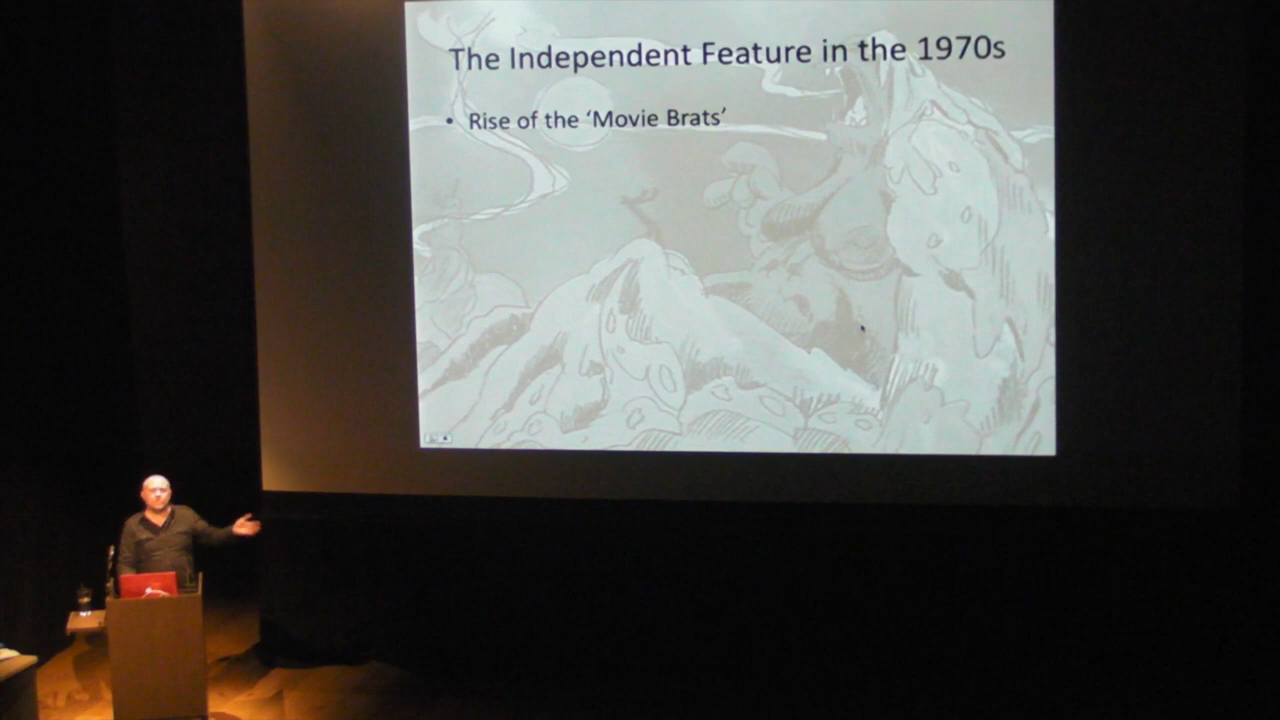 The Independent Feature in the 1970s
• Rise of the ‘Movie Brats’